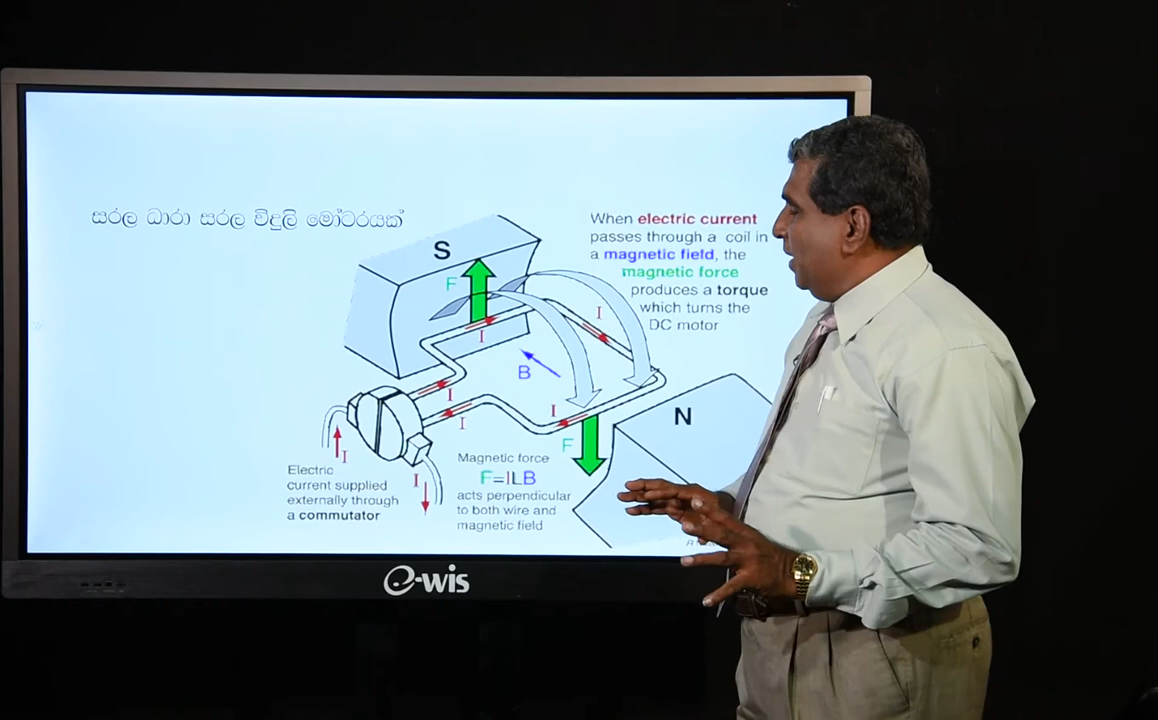 සරල ධාරා සරල විදුලි මෝටරයක්
When electric current
passes through a coil in
a magnetic field, the
magnetic force
produces a torque
which turns the
DC motor
S
F
I
I
B
I
I
I
F
N
I
I
Electric
current supplied
externally through
a commutator
Magnetic force
F=ILB
acts perpendicular
to both wire and
magnetic field
e-wis